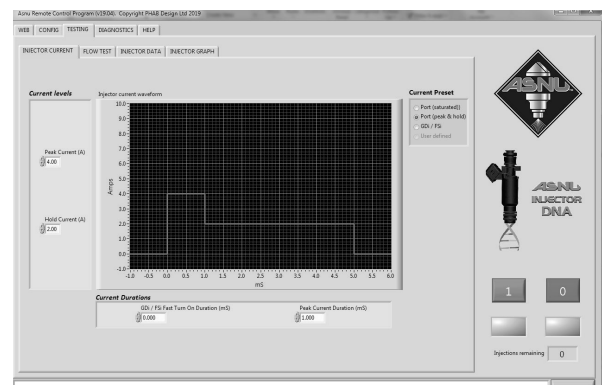 Asnu Remote Control Program (v19.04). Copyright PHAB Design Ltd 2019
WEB CONFIG TESTING DIAGNOSTICS HELP
INJECTOR CURRENT FLOW TEST INJECTOR DATA INJECTOR GRAPH
Current levels
Peak Current (A)
4.00
Hold Current (A)
2.00
Injector current waveform
10.0
9.0
8.0
7.0
6.0
5.0
4.0
3.0
2.0
1.0
0.0
-1.0
Amps
-1.0 -0.5 0.0 0.5 1.0 1.5 2.0 2.5 3.0 3.5 4.0 4.5 5.0 5.5 6.0
mS
Current Preset
Port (saturated))
Port (peak & hold)
GDi / FSi
User defined
Current Durations
GDi / FSi Fast Turn On Duration (mS)
0.000
Peak Current Duration (mS)
1.000
ASNU
ASNU
INJECTOR
DNA
1 0
Injections remaining 0